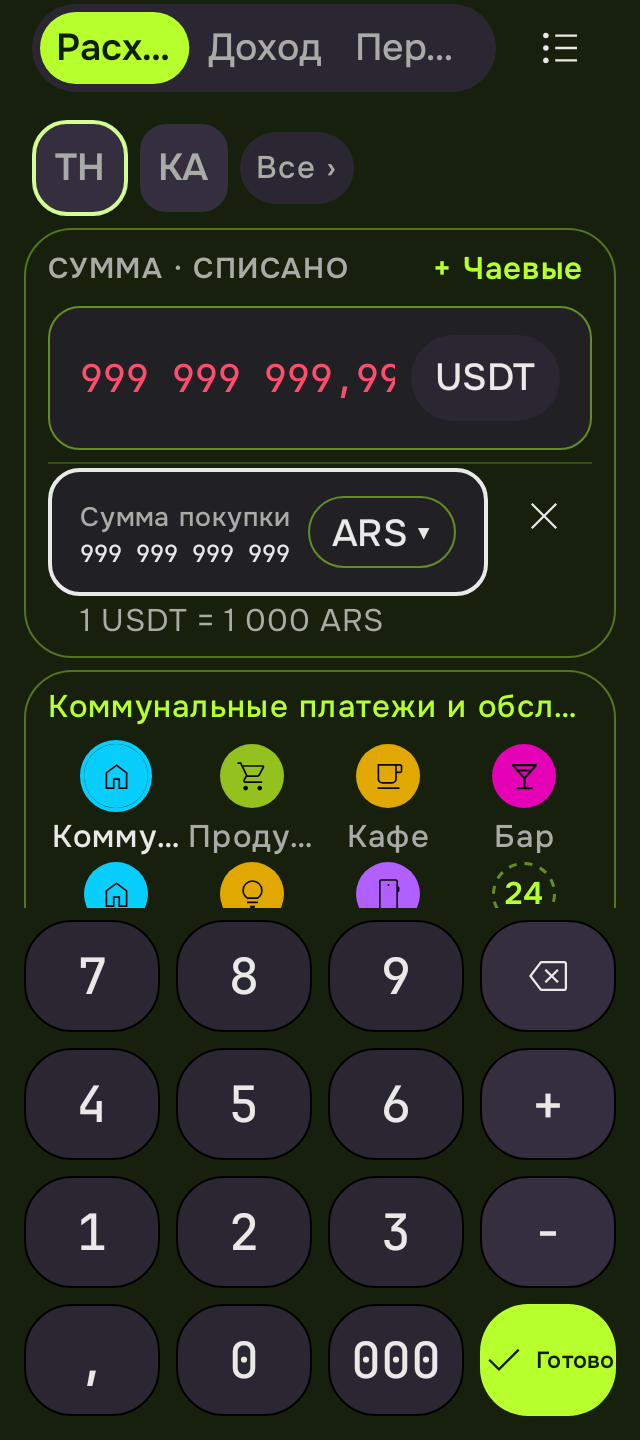 Расх... Доход Пер...
ТН КА Все ›
СУММА · СПИСАНО + Чаевые
999 999 999,99 USDT
Сумма покупки
999 999 999 999 ARS ▾
1 USDT = 1 000 ARS
Коммунальные платежи и обсл...
Комму... Проду... Кафе Бар
24
7 8 9
4 5 6 +
1 2 3 -
, 0 000 Готово